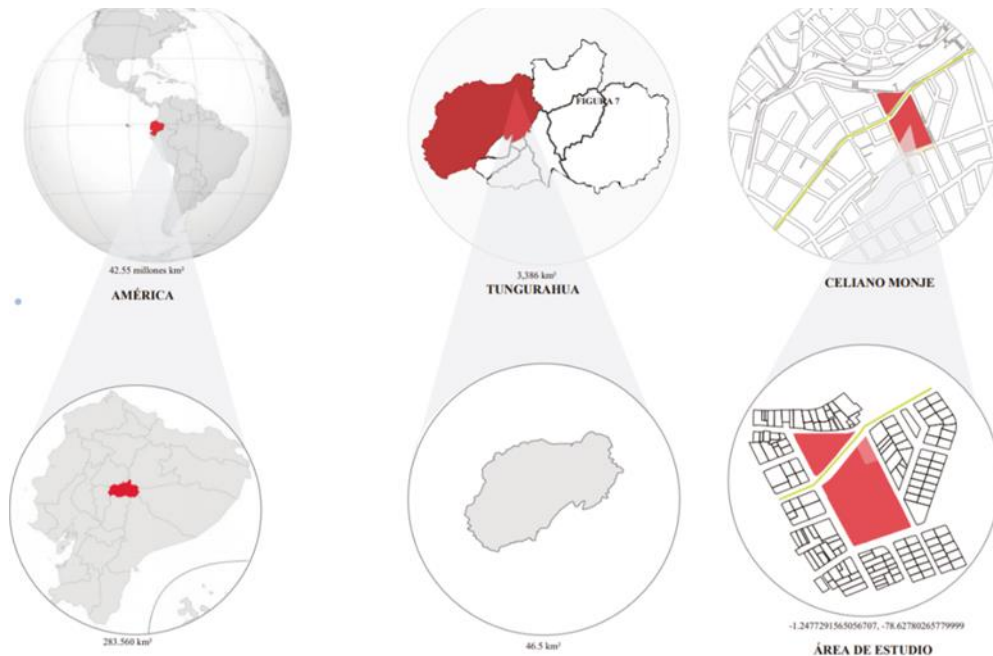 FIGURA 7
42.55 millones km²
AMÉRICA
3,386 km²
TUNGURAHUA
CELIANO MONJE
283.560 km²
46.5 km²
-1.2477291565056707, -78.62780265779999
ÁREA DE ESTUDIO